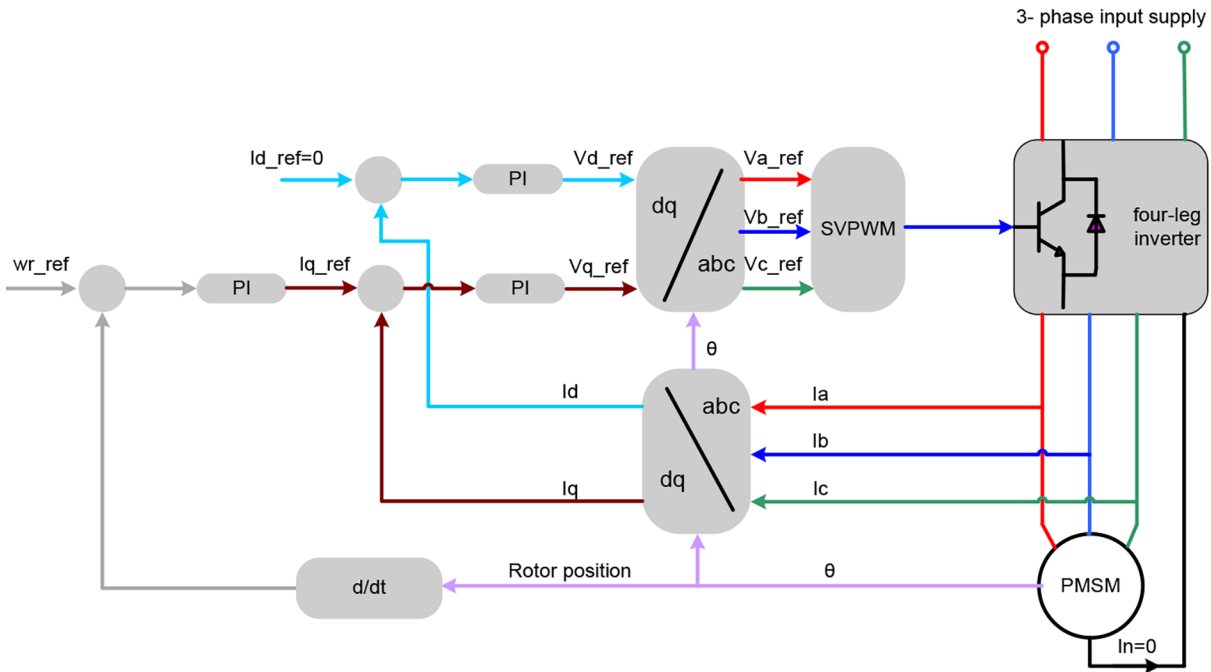 3- phase input supply
Id_ref=0
PI
Vd_ref
Va_ref
dq
abc
Vb_ref
SVPWM
four-leg
inverter
wr_ref
PI
Iq_ref
PI
Vq_ref
Vc_ref
θ
Id
abc
dq
Ia
Ib
Iq
Ic
d/dt
Rotor position
θ
PMSM
In=0